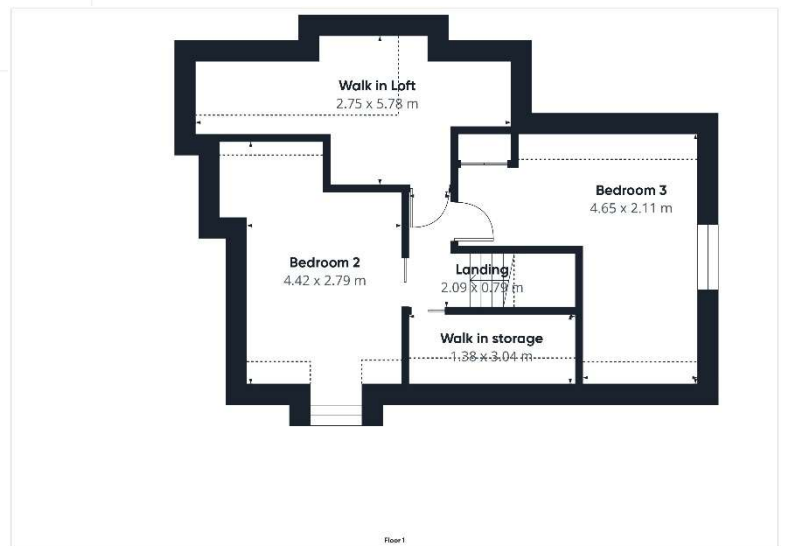 Walk in Loft
2.75 x 5.78 m
Bedroom 3
4.65 x 2.11 m
Bedroom 2
4.42 x 2.79 m
Landing
2.09 x 0.79 m
Walk in storage
1.38 x 3.04 m
Floor 1